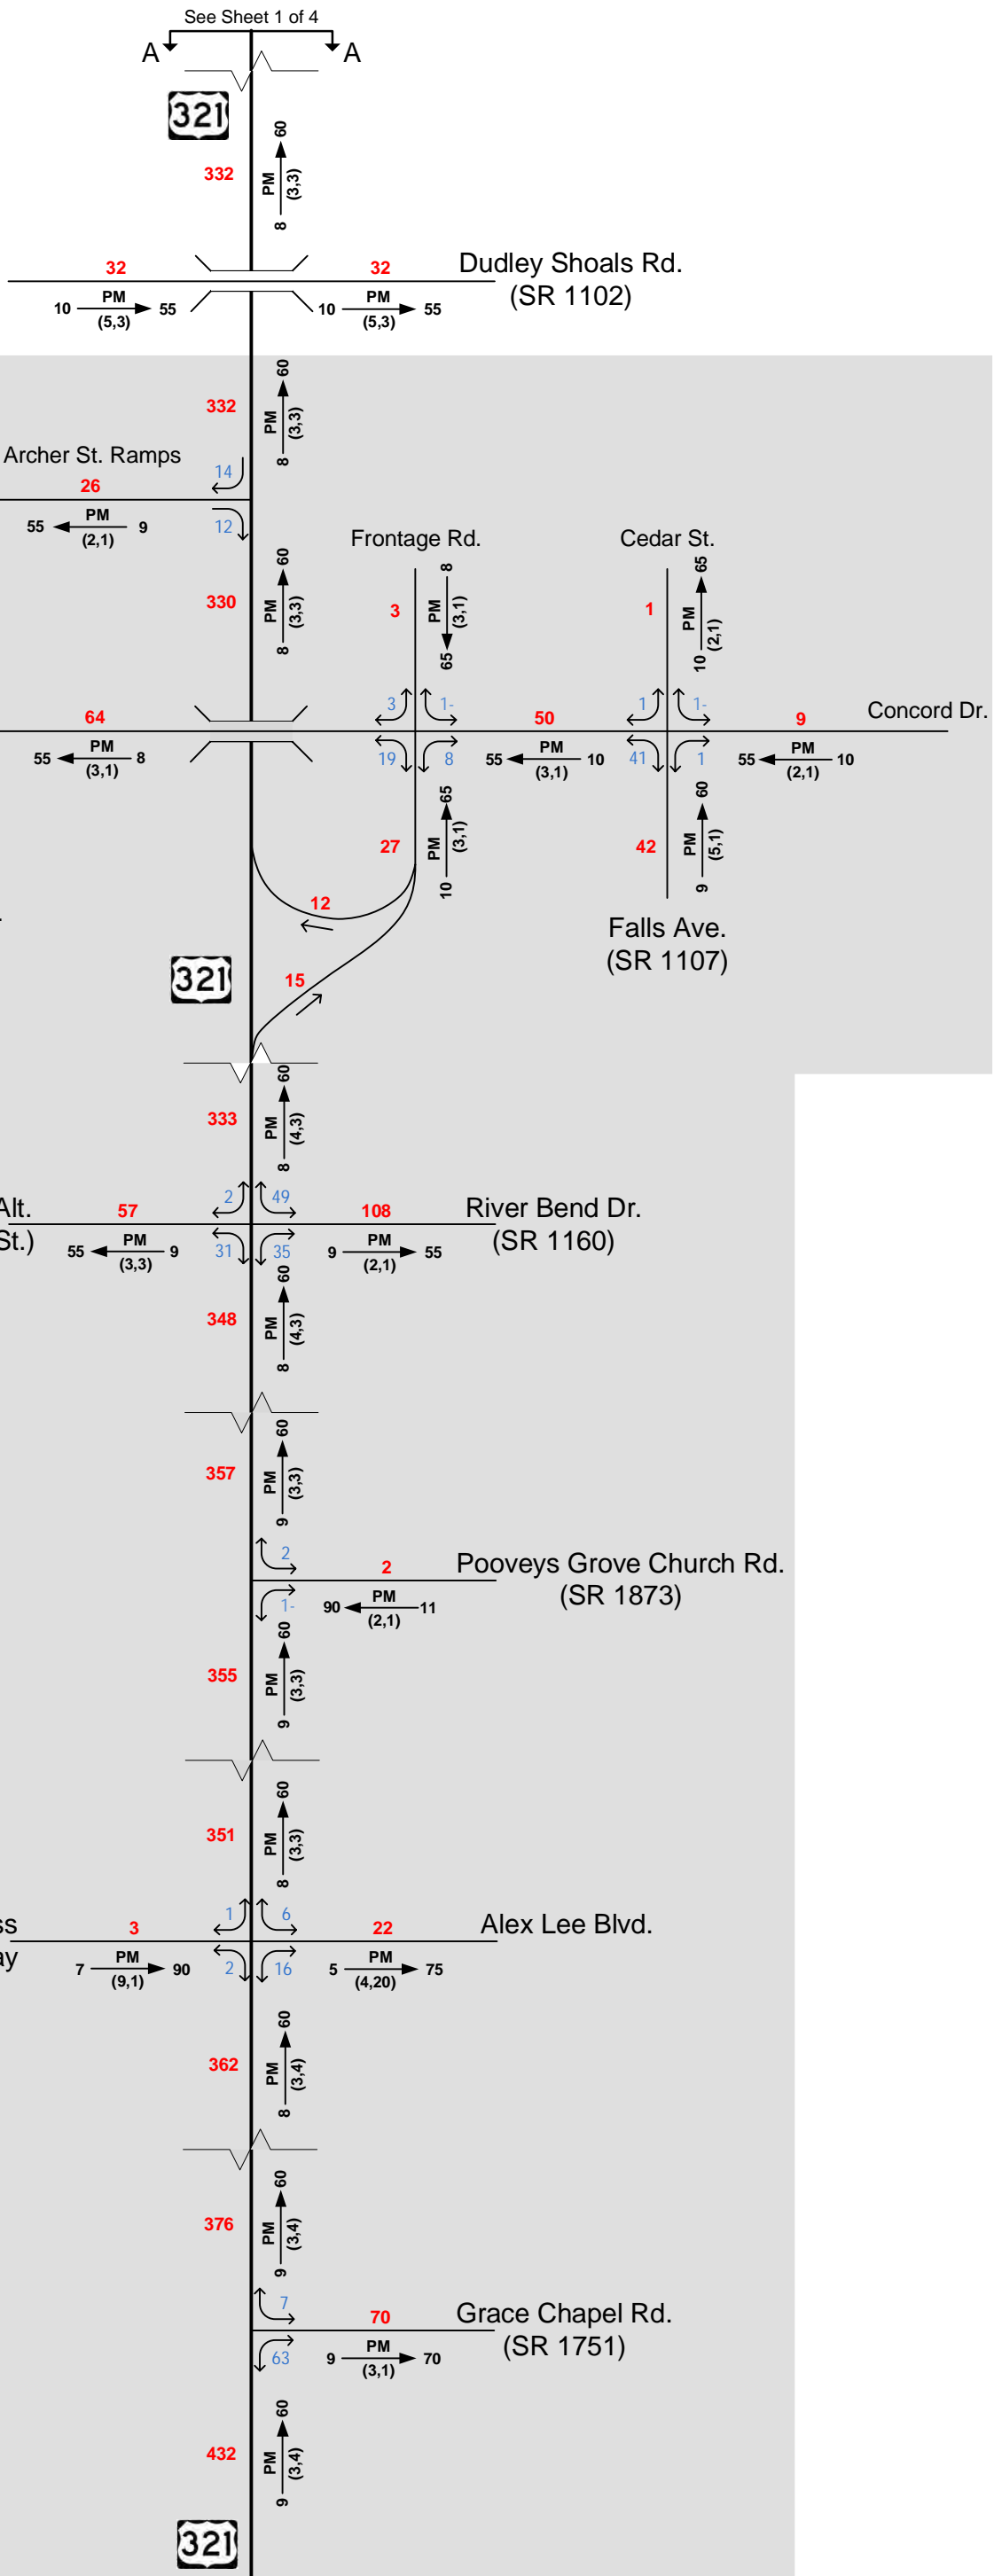 See Sheet 1 of 4
A A
321
332
8 PM (3,3) 60
32 32 Dudley Shoals Rd.
(SR 1102)
10 PM 55 10 PM 55
(5,3) (5,3)
332
8 PM (3,3) 60
Archer St. Ramps
14
26
55 PM 9
(2,1)
12
Frontage Rd. Cedar St.
330
8 PM (3,3) 60
3
8 PM (3,1) 65
1
10 PM (2,1) 65
3 1- 1 1-
64 50 9 Concord Dr.
55 PM 8
(3,1)
19 8
55 PM 10
(3,1)
41 1
55 PM 10
(2,1)
27
10 PM (3,1) 65
42
9 PM (5,1) 60
12
Falls Ave.
(SR 1107)
321
15
333
8 PM (4,3) 60
2 49
Alt. 57 108 River Bend Dr.
St.) (SR 1160)
55 PM 9
(3,3)
31 35
9 PM 55
(2,1)
348
8 PM (4,3) 60
357
9 PM (3,3) 60
2
2 Pooveys Grove Church Rd.
(SR 1873)
1-
90 PM 11
(2,1)
355
9 PM (3,3) 60
351
8 PM (3,3) 60
1 6
ss 3 22 Alex Lee Blvd.
ay
7 PM 90
(9,1)
2 16
5 PM 75
(4,20)
362
8 PM (3,4) 60
376
9 PM (3,4) 60
7
70 Grace Chapel Rd.
(SR 1751)
63
9 PM 70
(3,1)
432
9 PM (3,4) 60
321